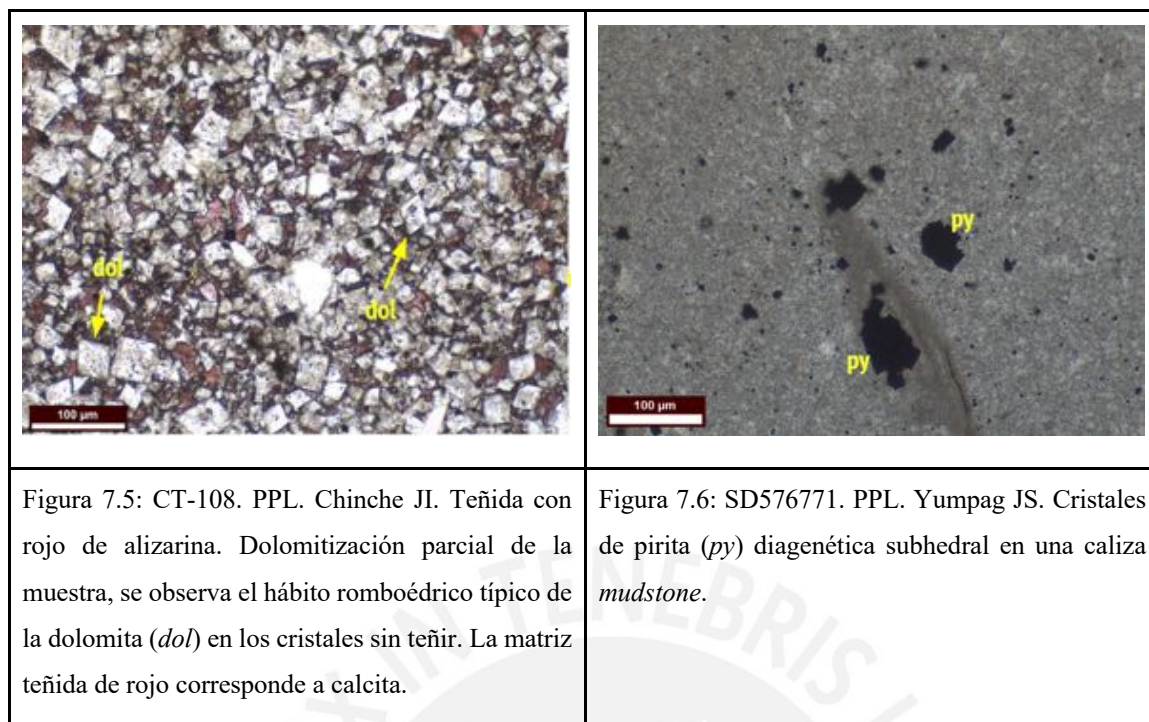 dol
dol
100 µm
py
py
100 µm
Figura 7.5: CT-108. PPL. Chinche JI. Teñida con
rojo de alizarina. Dolomitización parcial de la
muestra, se observa el hábito romboédrico típico de
la dolomita (dol) en los cristales sin teñir. La matriz
teñida de rojo corresponde a calcita.
Figura 7.6: SD576771. PPL. Yumpag JS. Cristales
de pirita (py) diagenética subhedral en una caliza
mudstone.
X IN TENEBRIS